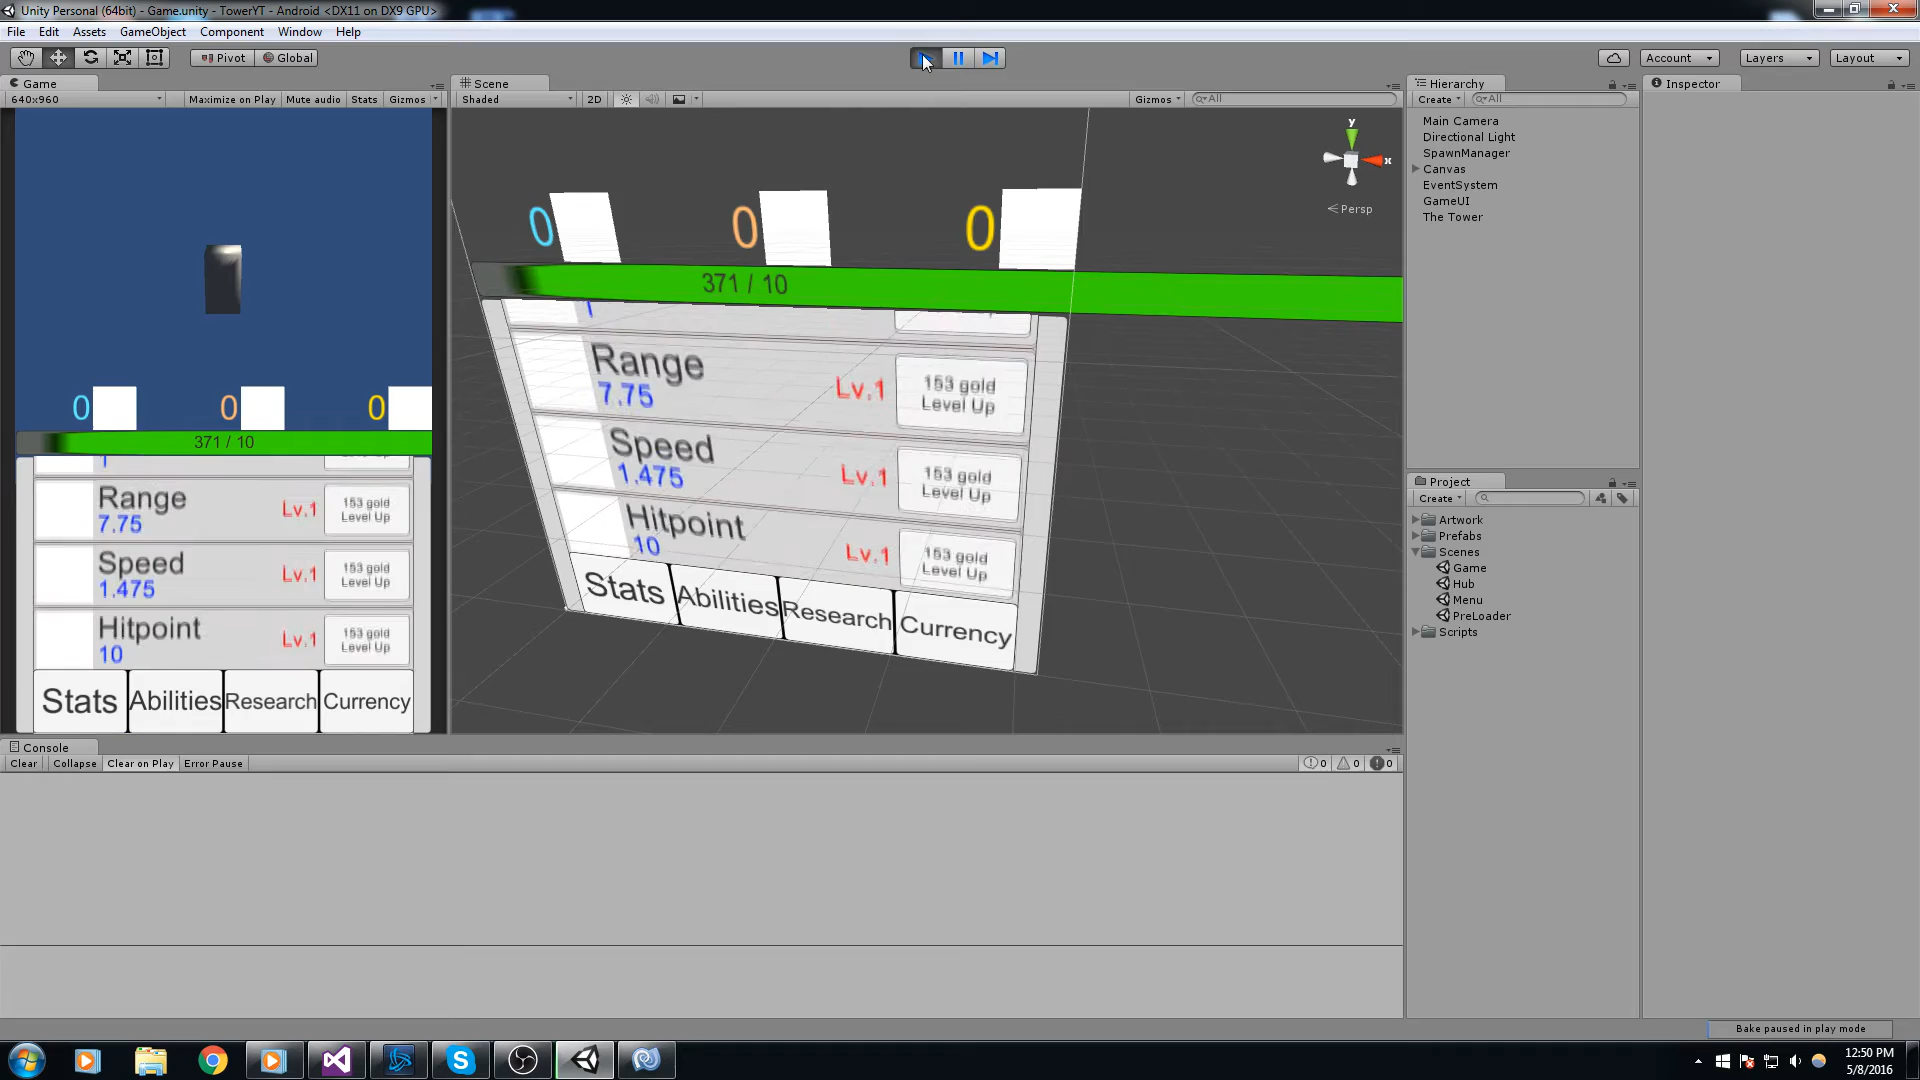 Unity Personal (64bit) - Game.unity - TowerYT - Android <DX11 on DX9 GPU>
File Edit Assets GameObject Component Window Help
Pivot Global Account Layers Layout
Game
640x960 Maximize on Play Mute audio Stats Gizmos
Scene
Shaded 2D Gizmos All
Hierarchy
Create All
Main Camera
Directional Light
SpawnManager
Canvas
EventSystem
GameUI
The Tower
Inspector
0 0 0
371 / 10
1
Range
7.75
Lv.1
153 gold
Level Up
Speed
1.475
Lv.1
153 gold
Level Up
Hitpoint
10
Lv.1
153 gold
Level Up
Stats Abilities Research Currency
y
x
Persp
0 0 0
371 / 10
Range
7.75
Lv.1
153 gold
Level Up
Speed
1.475
Lv.1
153 gold
Level Up
Hitpoint
10
Lv.1
153 gold
Level Up
Stats Abilities Research Currency
Project
Create
Artwork
Prefabs
Scenes
Game
Hub
Menu
PreLoader
Scripts
Console
Clear Collapse Clear on Play Error Pause 0 0 0
Bake paused in play mode
12:50 PM
5/8/2016